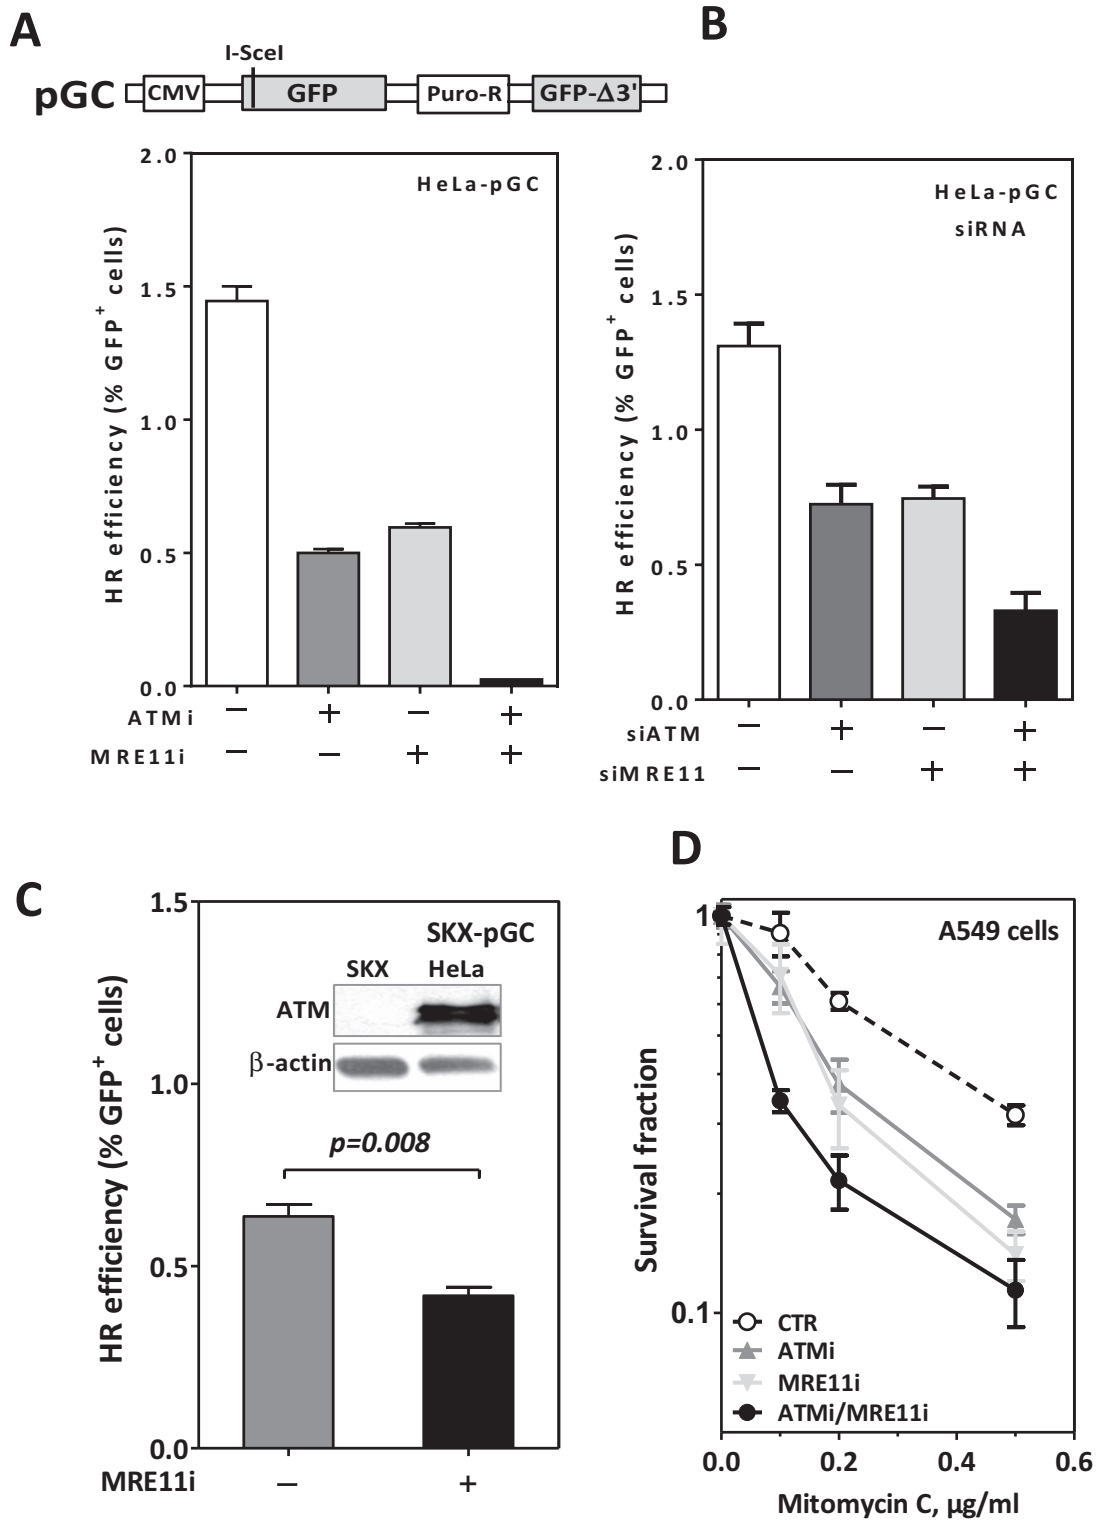 A
I-SceI
pGC CMV GFP Puro-R GFP-Δ3'
2.0
HeLa-pGC
1.5
1.0
0.5
0.0
HR efficiency (% GFP+ cells)
ATMi − + − +
MRE11i − − + +
B
2.0
HeLa-pGC
siRNA
1.5
1.0
0.5
0.0
HR efficiency (% GFP+ cells)
siATM − + − +
siMRE11 − − + +
C
1.5
SKX-pGC
SKX HeLa
ATM
β-actin
1.0
p=0.008
0.5
0.0
HR efficiency (% GFP+ cells)
MRE11i − +
D
1
A549 cells
Survival fraction
0.1
CTR
ATMi
MRE11i
ATMi/MRE11i
0.0 0.2 0.4 0.6
Mitomycin C, µg/ml